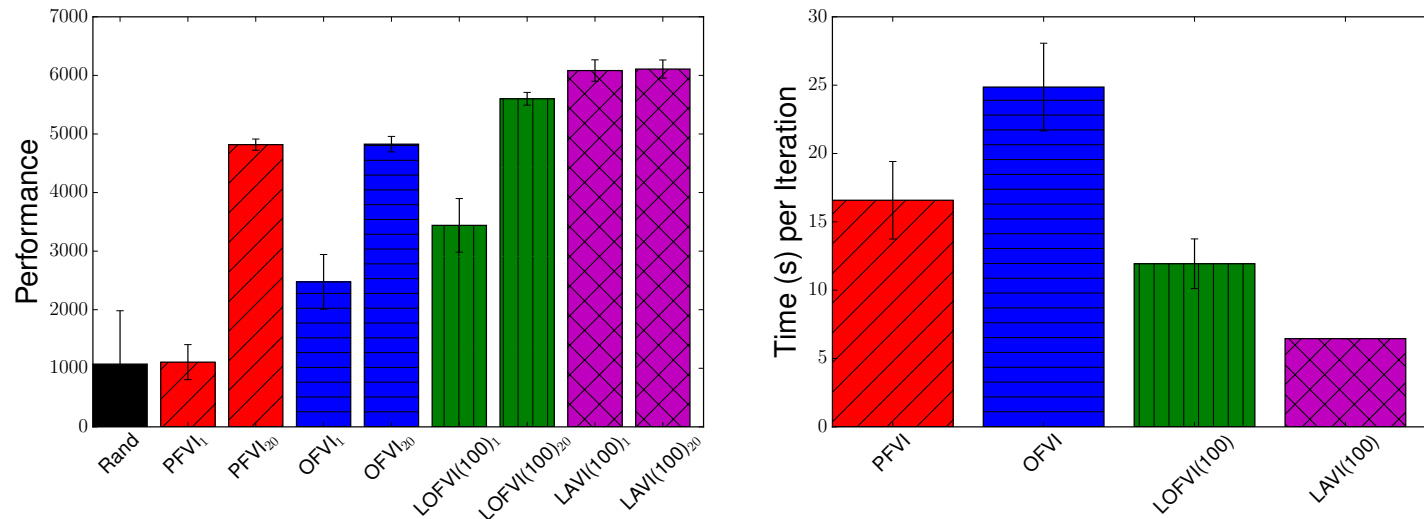 Performance
7000
6000
5000
4000
3000
2000
1000
0
Rand
PFVI₁
PFVI₂₀
OFVI₁
OFVI₂₀
LOFVI(100)₁
LOFVI(100)₂₀
LAVI(100)₁
LAVI(100)₂₀
Time (s) per Iteration
30
25
20
15
10
5
0
PFVI
OFVI
LOFVI(100)
LAVI(100)